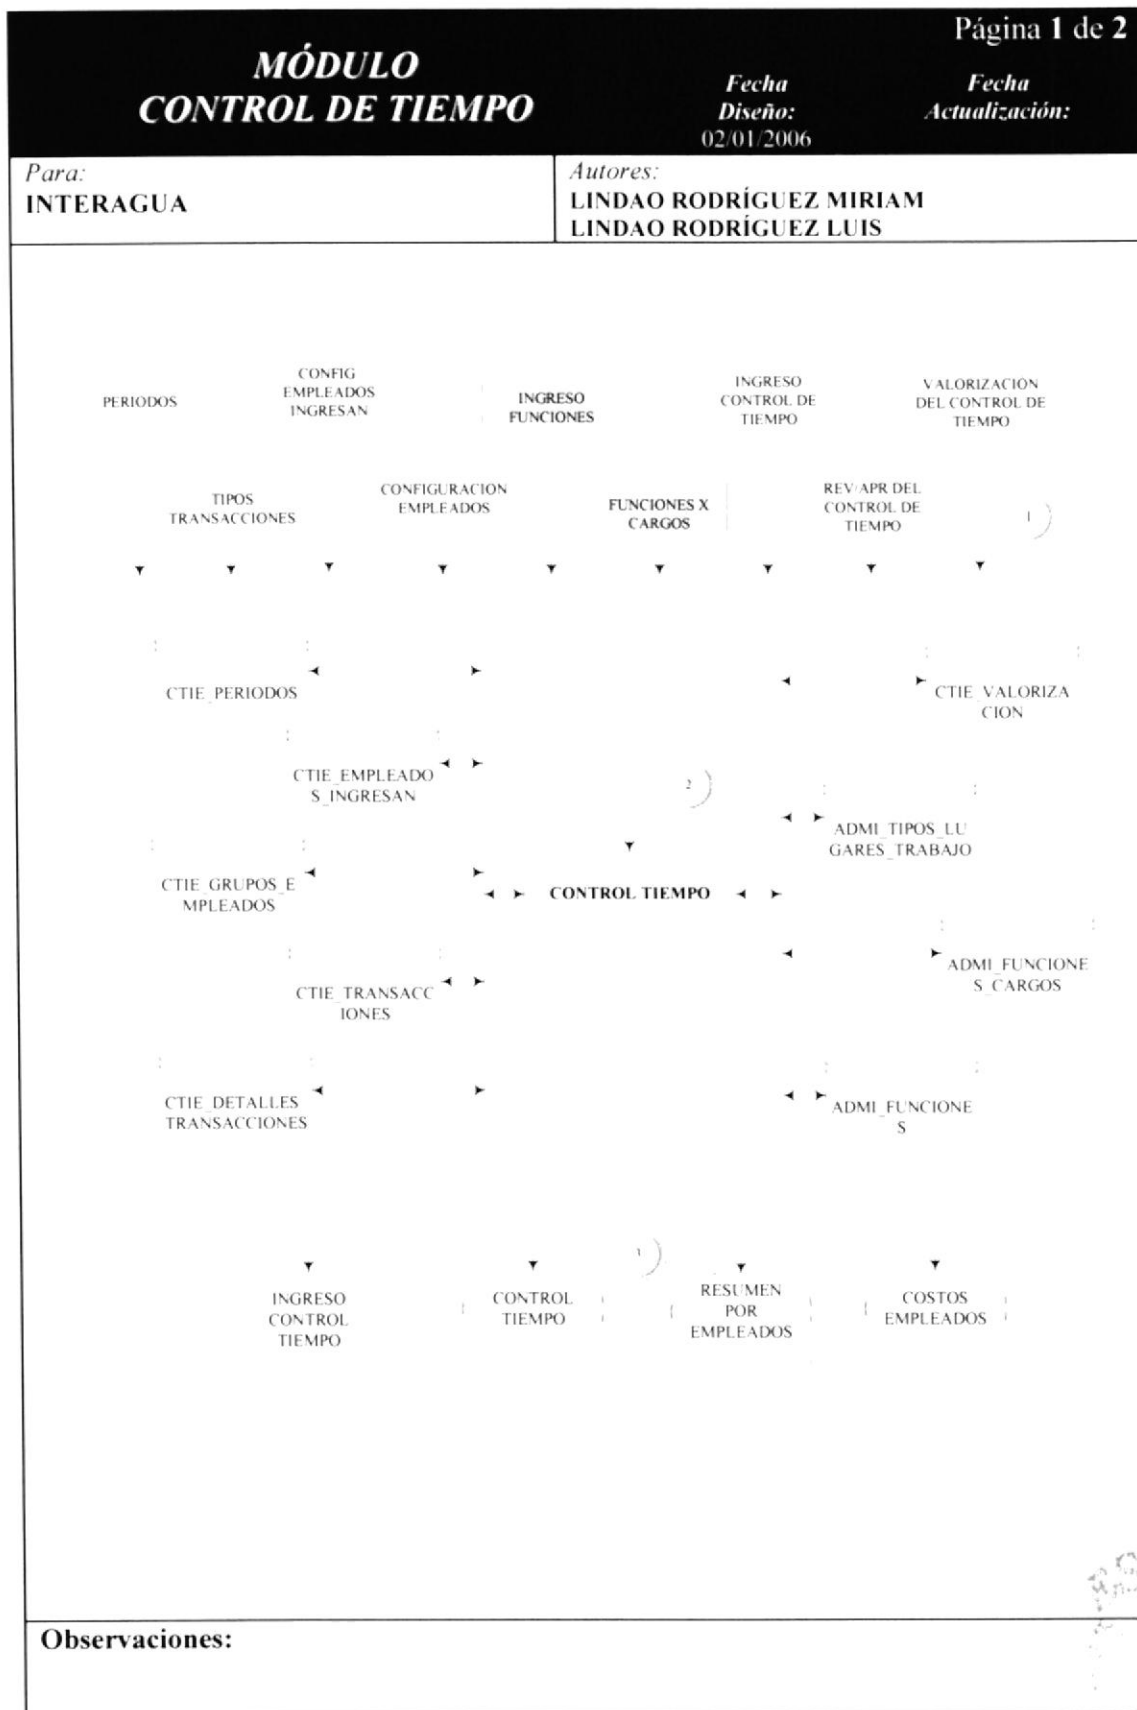 Página 1 de 2
MÓDULO
CONTROL DE TIEMPO
Fecha
Diseño:
02/01/2006
Fecha
Actualización:
Para:
INTERAGUA
Autores:
LINDAO RODRÍGUEZ MIRIAM
LINDAO RODRÍGUEZ LUIS
PERIODOS
CONFIG
EMPLEADOS
INGRESAN
INGRESO
FUNCIONES
INGRESO
CONTROL DE
TIEMPO
VALORIZACION
DEL CONTROL DE
TIEMPO
TIPOS
TRANSACCIONES
CONFIGURACION
EMPLEADOS
FUNCIONES X
CARGOS
REV/APR DEL
CONTROL DE
TIEMPO
1
CTIE_PERIODOS
CTIE_VALORIZA
CION
CTIE_EMPLEADO
S_INGRESAN
2
ADMI_TIPOS_LU
GARES_TRABAJO
CTIE_GRUPOS_E
MPLEADOS
CONTROL TIEMPO
ADMI_FUNCIONE
S_CARGOS
CTIE_TRANSACC
IONES
CTIE_DETALLES
TRANSACCIONES
ADMI_FUNCIONE
S
INGRESO
CONTROL
TIEMPO
CONTROL
TIEMPO
RESUMEN
POR
EMPLEADOS
COSTOS
EMPLEADOS
Observaciones: